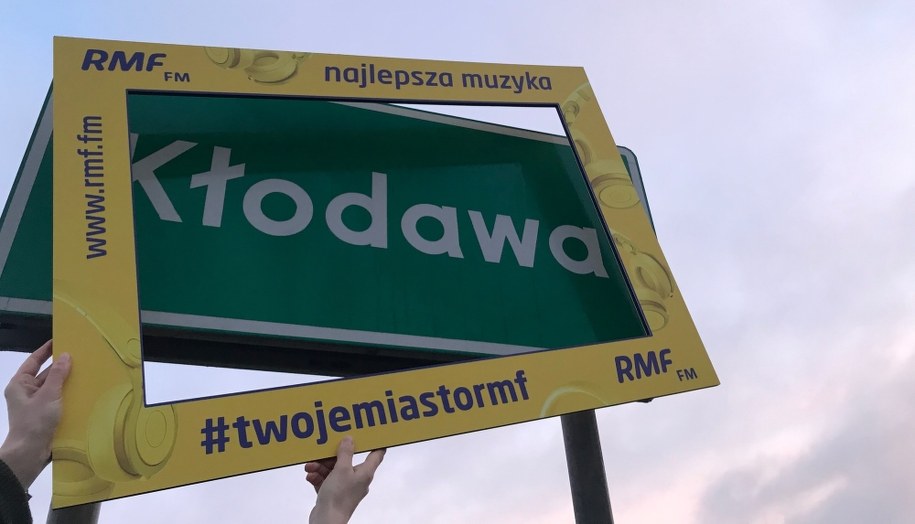 RMF FM
najlepsza muzyka
www.rmf.fm
Kłodawa
#twojemiastormf
RMF FM